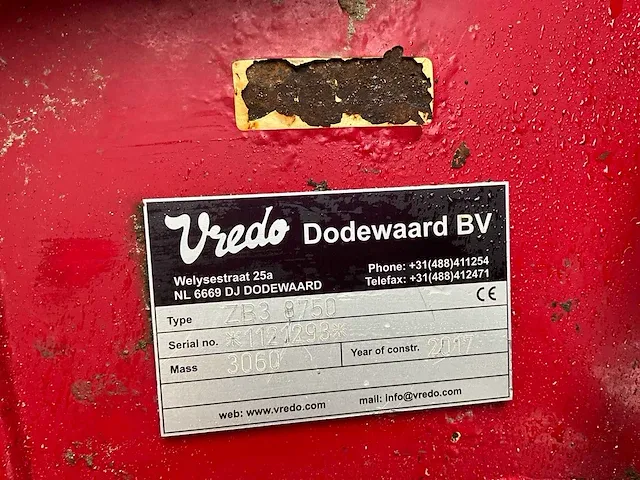 Vredo Dodewaard BV
Welysestraat 25a
NL 6669 DJ DODEWAARD
Phone: +31(488)411254
Telefax: +31(488)412471
CE
Type ZB3 8750
Serial no. *1121298*
Mass 3060 Year of constr. 2017
web: www.vredo.com mail: Info@vredo.com